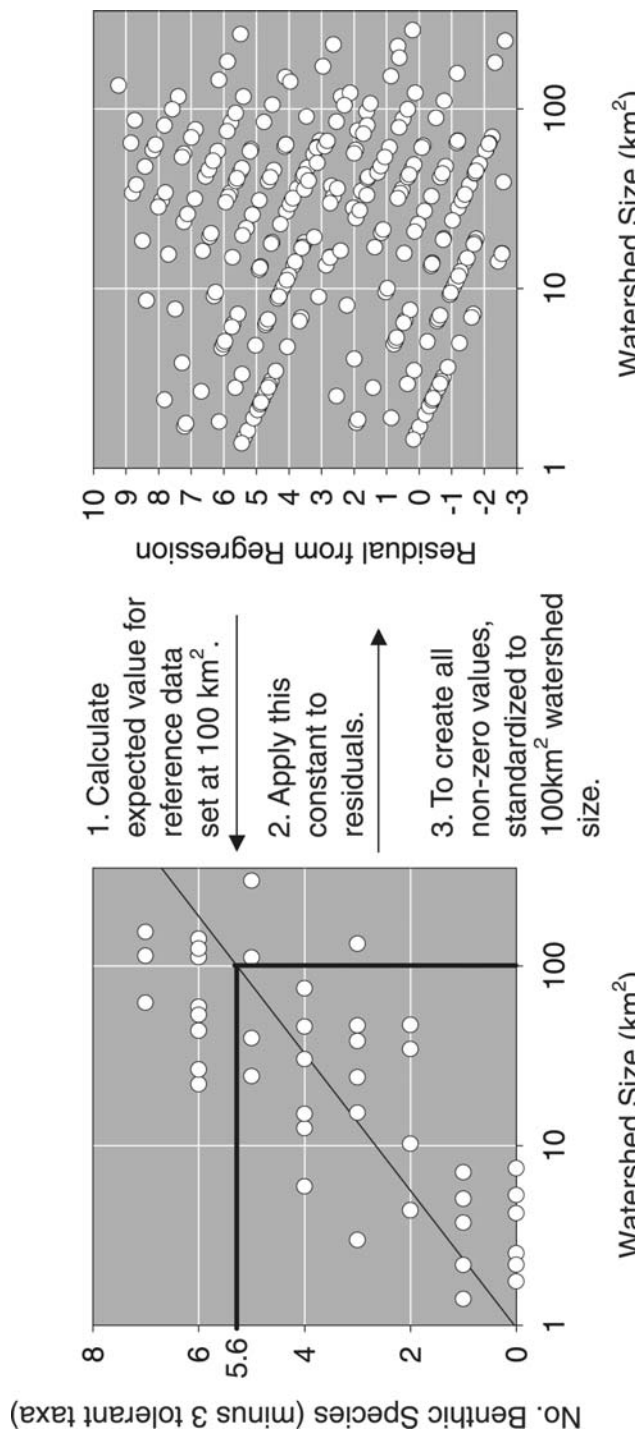 No. Benthic Species (minus 3 tolerant taxa)
8
6
5.6
4
2
0
1
10
100
Watershed Size (km²)
1. Calculate
expected value for
reference data
set at 100 km².
2. Apply this
constant to
residuals.
3. To create all
non-zero values,
standardized to
100km² watershed
size.
Residual from Regression
10
9
8
7
6
5
4
3
2
1
0
-1
-2
-3
1
10
100
Watershed Size (km²)